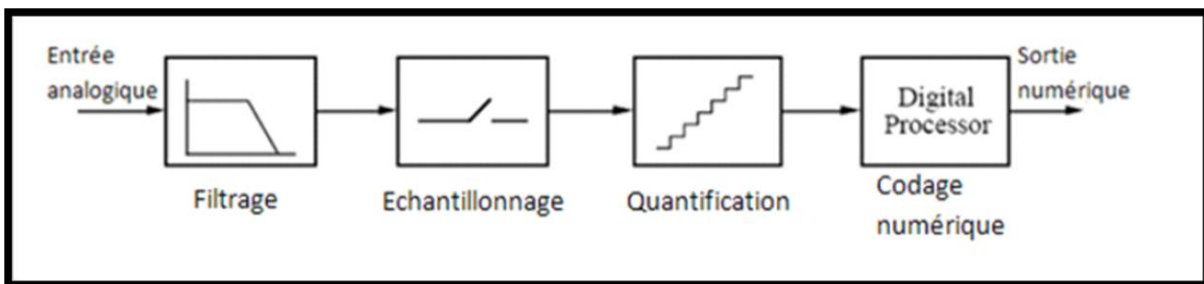 Entrée
analogique
Filtrage
Echantillonnage
Quantification
Digital
Processor
Codage
numérique
Sortie
numérique